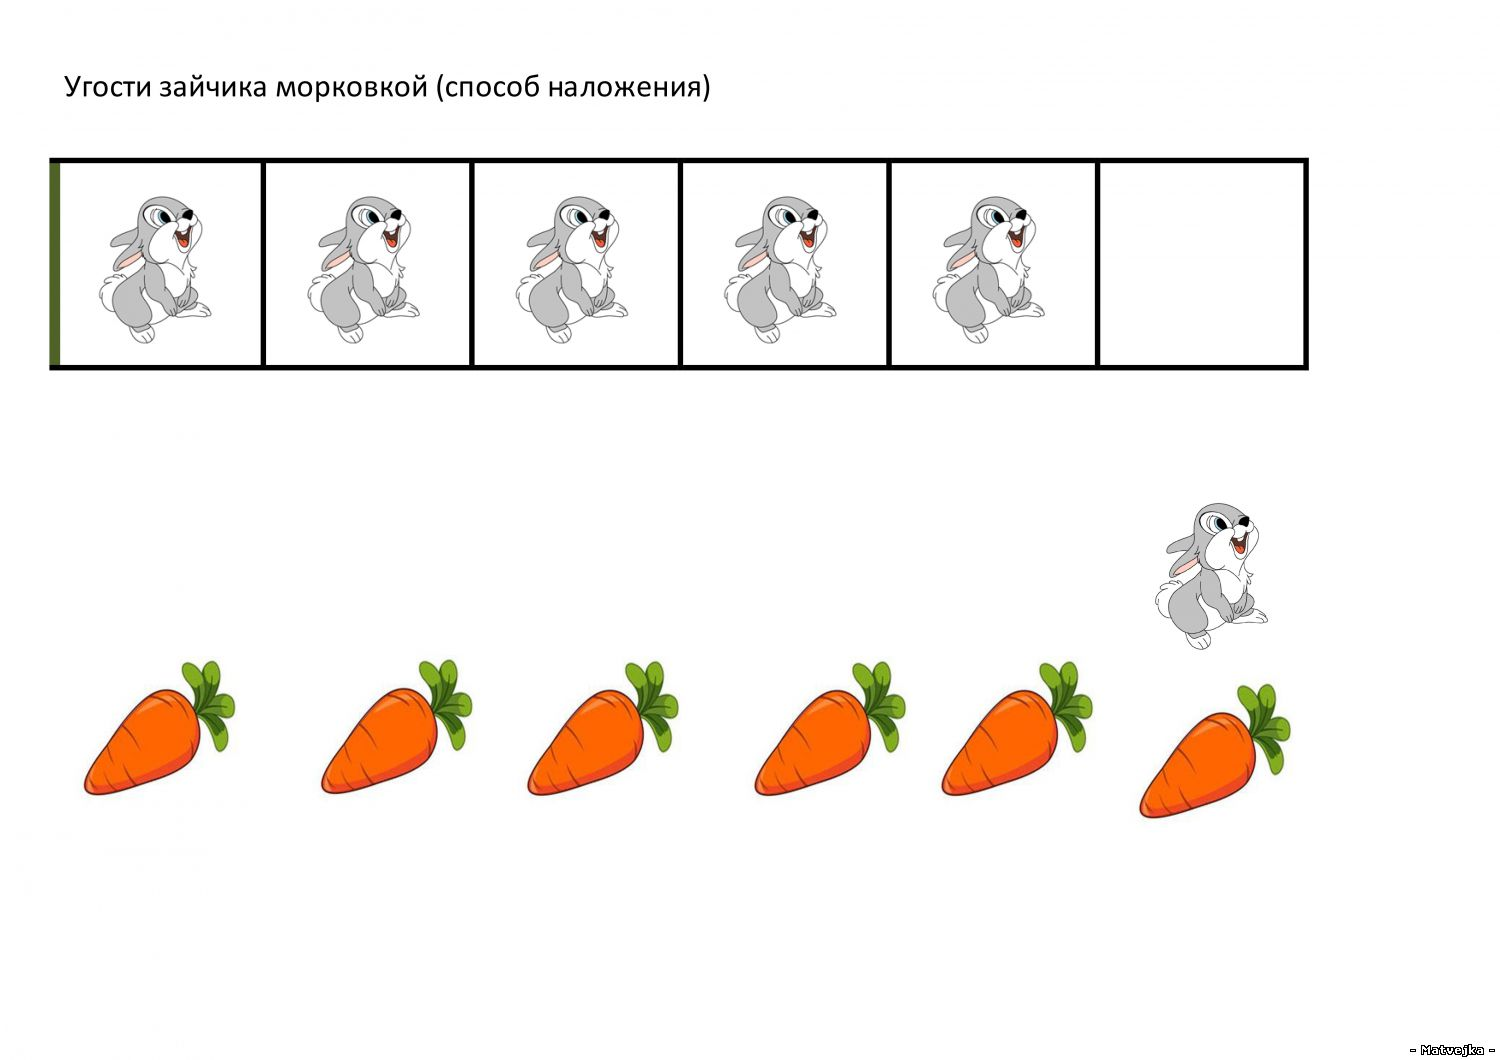 Угости зайчика морковкой (способ наложения)
- Matvejka -